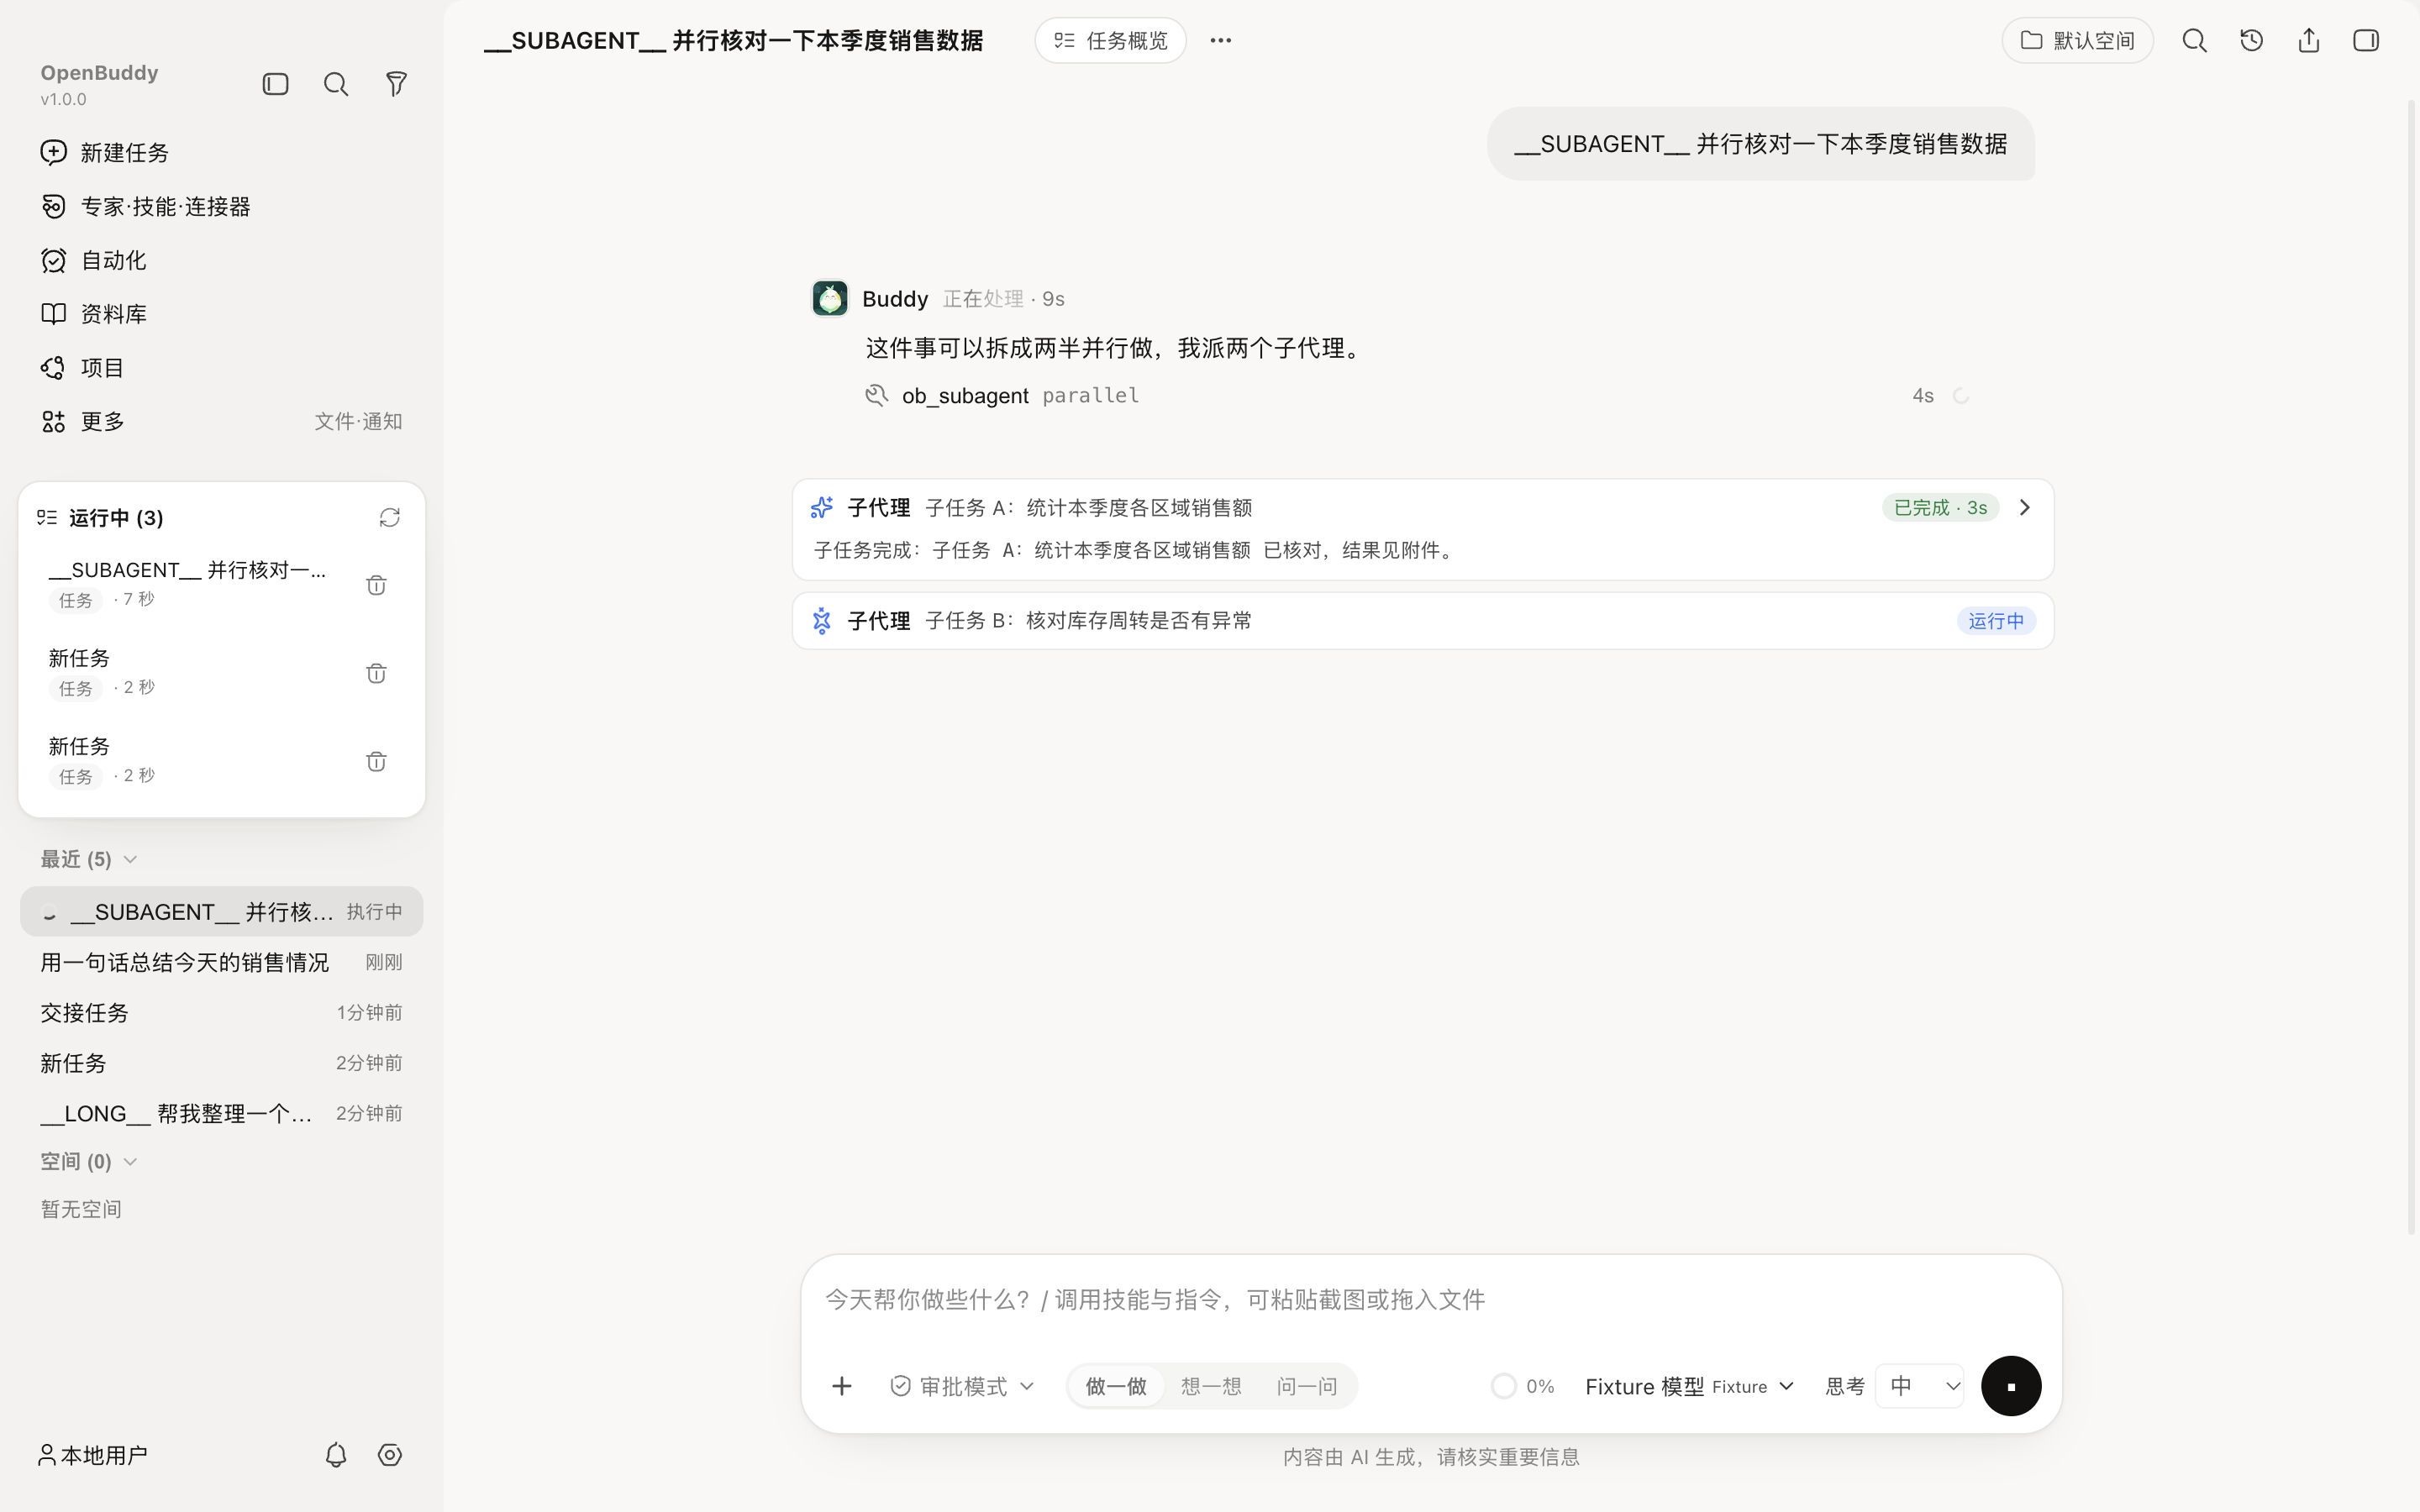 OpenBuddy
v1.0.0
新建任务
专家·技能·连接器
自动化
资料库
项目
更多 文件·通知
运行中 (3)
__SUBAGENT__ 并行核对一...
任务 · 7 秒
新任务
任务 · 2 秒
新任务
任务 · 2 秒
最近 (5)
__SUBAGENT__ 并行核... 执行中
用一句话总结今天的销售情况 刚刚
交接任务 1分钟前
新任务 2分钟前
__LONG__ 帮我整理一个... 2分钟前
空间 (0)
暂无空间
本地用户
__SUBAGENT__ 并行核对一下本季度销售数据 任务概览 默认空间
__SUBAGENT__ 并行核对一下本季度销售数据
Buddy 正在处理 · 9s
这件事可以拆成两半并行做，我派两个子代理。
ob_subagent parallel 4s
子代理 子任务 A：统计本季度各区域销售额 已完成 · 3s
子任务完成：子任务 A：统计本季度各区域销售额 已核对，结果见附件。
子代理 子任务 B：核对库存周转是否有异常 运行中
今天帮你做些什么？/ 调用技能与指令，可粘贴截图或拖入文件
审批模式 做一做 想一想 问一问 0% Fixture 模型 Fixture 思考 中
内容由 AI 生成，请核实重要信息